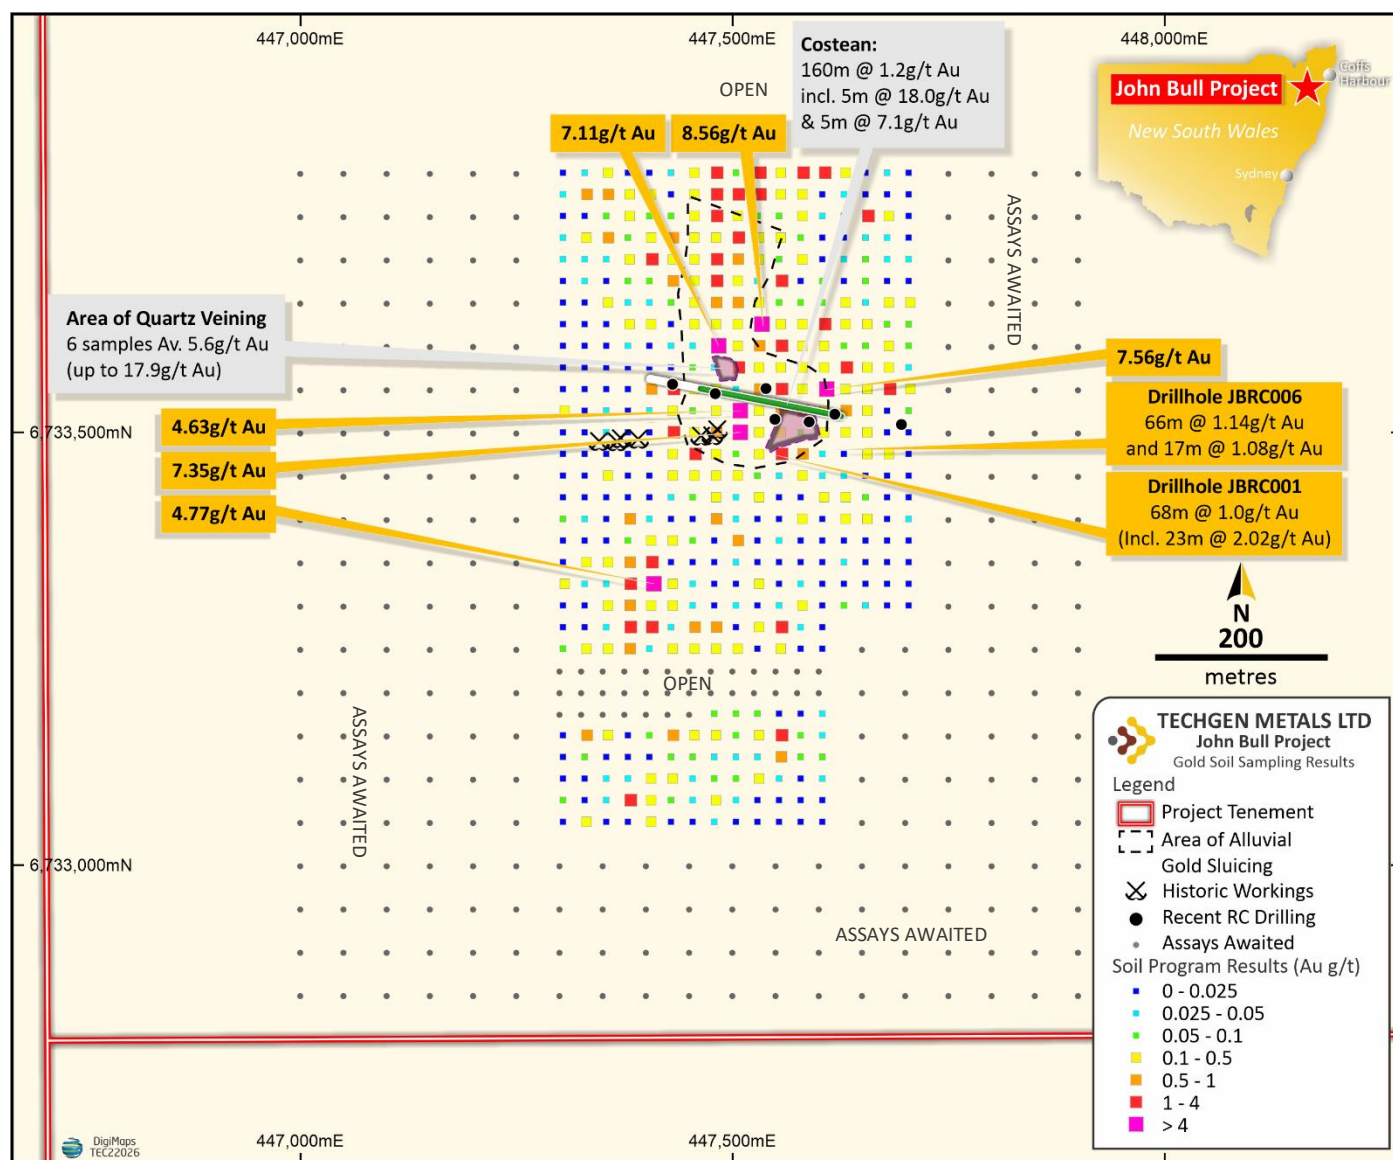 447,000mE
447,500mE
448,000mE
Costean:
160m @ 1.2g/t Au
incl. 5m @ 18.0g/t Au
& 5m @ 7.1g/t Au
OPEN
7.11g/t Au
8.56g/t Au
Coffs
Harbour
John Bull Project
New South Wales
Sydney
ASSAYS AWAITED
Area of Quartz Veining
6 samples Av. 5.6g/t Au
(up to 17.9g/t Au)
7.56g/t Au
4.63g/t Au
6,733,500mN
7.35g/t Au
4.77g/t Au
Drillhole JBRC006
66m @ 1.14g/t Au
and 17m @ 1.08g/t Au
Drillhole JBRC001
68m @ 1.0g/t Au
(Incl. 23m @ 2.02g/t Au)
N
200
metres
OPEN
ASSAYS AWAITED
6,733,000mN
ASSAYS AWAITED
TECHGEN METALS LTD
John Bull Project
Gold Soil Sampling Results
Legend
Project Tenement
Area of Alluvial
Gold Sluicing
Historic Workings
Recent RC Drilling
Assays Awaited
Soil Program Results (Au g/t)
0 - 0.025
0.025 - 0.05
0.05 - 0.1
0.1 - 0.5
0.5 - 1
1 - 4
> 4
DigiMaps
TEC22026
447,000mE
447,500mE